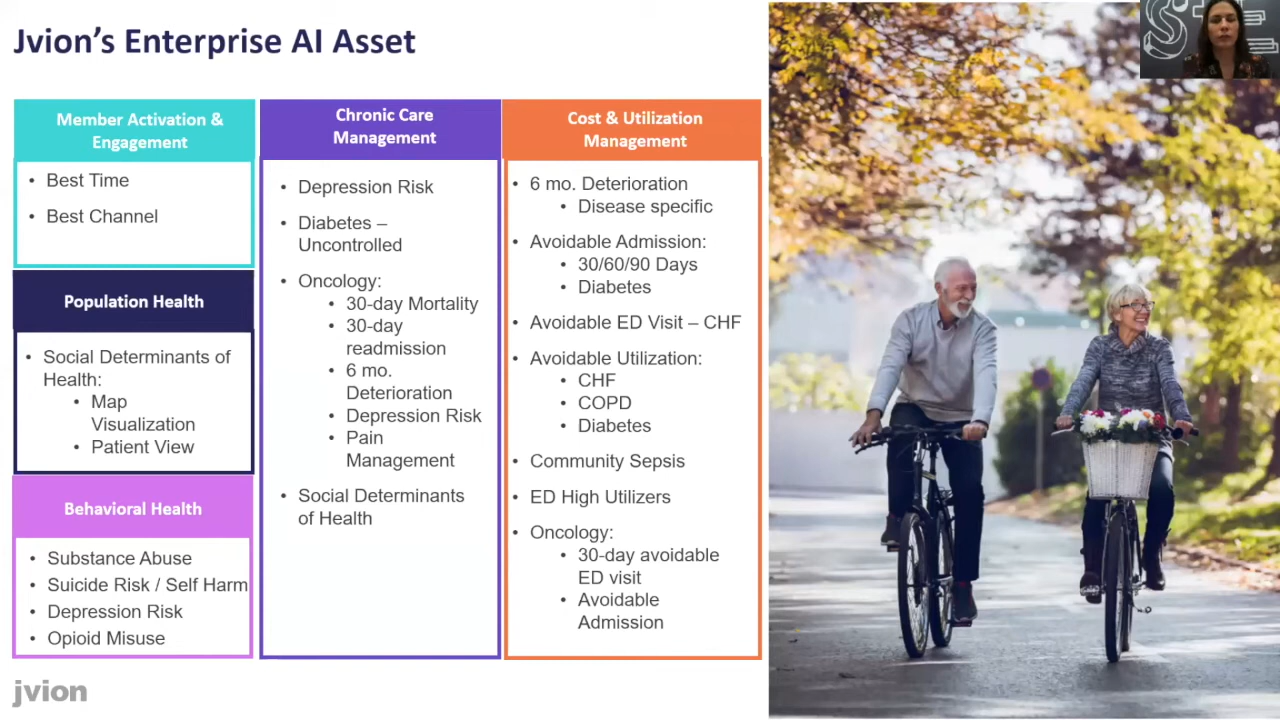 Jvion's Enterprise AI Asset
Member Activation &
Engagement
• Best Time
• Best Channel
Population Health
• Social Determinants of
Health:
• Map
Visualization
• Patient View
Behavioral Health
• Substance Abuse
• Suicide Risk / Self Harm
• Depression Risk
• Opioid Misuse
Chronic Care
Management
• Depression Risk
• Diabetes –
Uncontrolled
• Oncology:
• 30-day Mortality
• 30-day
readmission
• 6 mo.
Deterioration
• Depression Risk
• Pain
Management
• Social Determinants
of Health
Cost & Utilization
Management
• 6 mo. Deterioration
• Disease specific
• Avoidable Admission:
• 30/60/90 Days
• Diabetes
• Avoidable ED Visit – CHF
• Avoidable Utilization:
• CHF
• COPD
• Diabetes
• Community Sepsis
• ED High Utilizers
• Oncology:
• 30-day avoidable
ED visit
• Avoidable
Admission
jvion